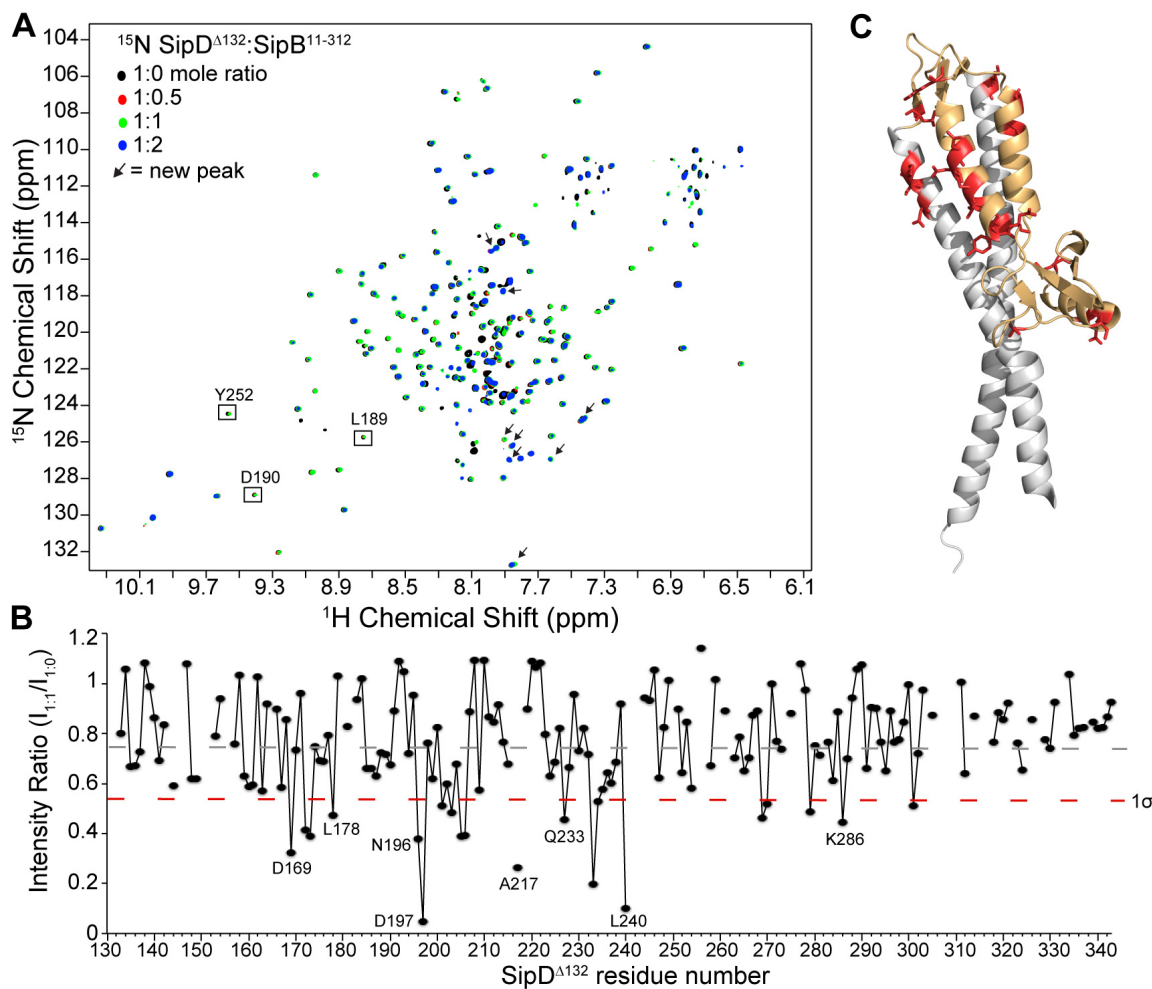 A
C
¹⁵N SipD^Δ132:SipB^11-312
1:0 mole ratio
1:0.5
1:1
1:2
= new peak
104
106
108
110
112
114
116
118
120
122
124
126
128
130
132
¹⁵N Chemical Shift (ppm)
Y252
L189
D190
10.1 9.7 9.3 8.9 8.5 8.1 7.7 7.3 6.9 6.5 6.1
¹H Chemical Shift (ppm)
B
1.2
1
0.8
0.6
0.4
0.2
0
Intensity Ratio (I₁:₁/I₁:₀)
1σ
L178
D169
N196
D197
A217
Q233
L240
K286
130 140 150 160 170 180 190 200 210 220 230 240 250 260 270 280 290 300 310 320 330 340
SipD^Δ132 residue number